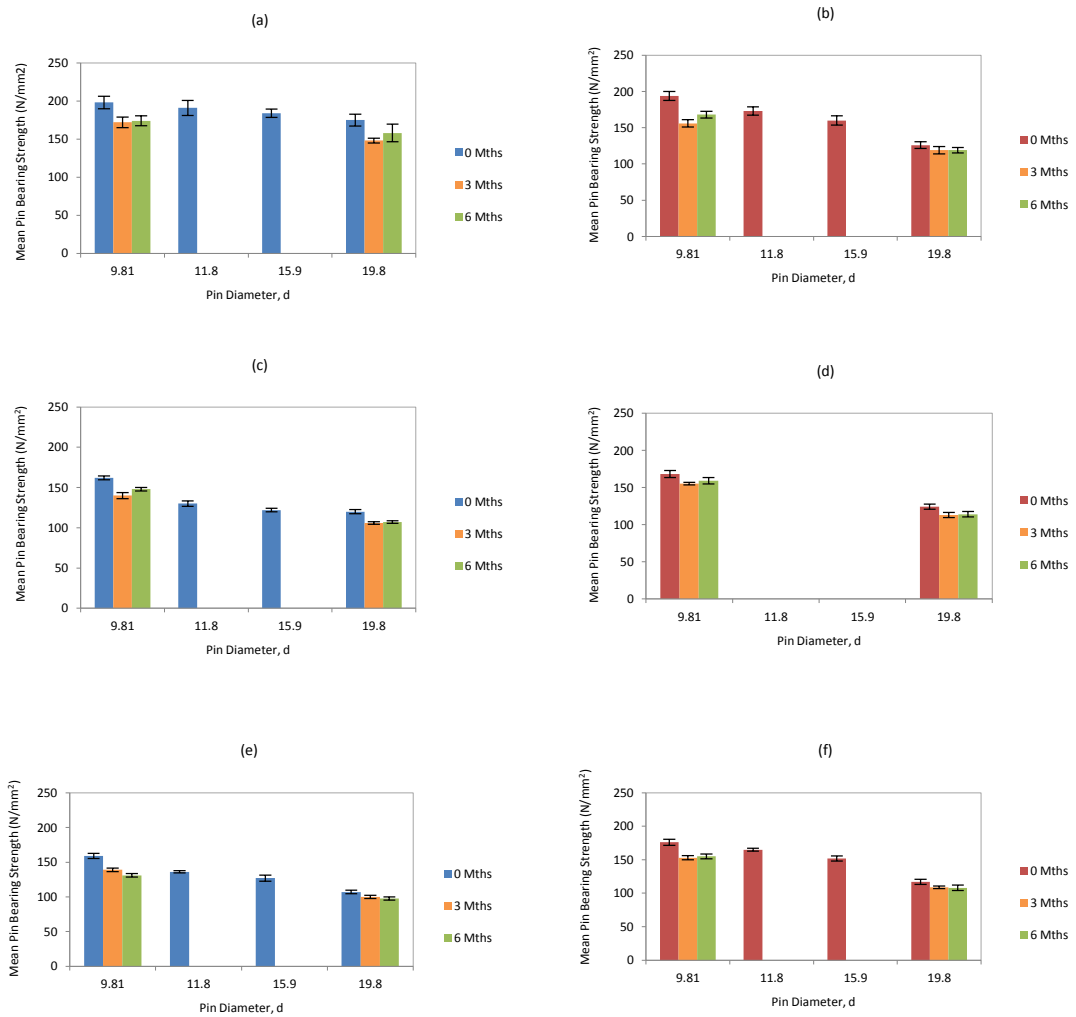 (a)
Mean Pin Bearing Strength (N/mm2)
250
200
150
100
50
0
9.81 11.8 15.9 19.8
Pin Diameter, d
0 Mths
3 Mths
6 Mths
(b)
Mean Pin Bearing Strength (N/mm²)
250
200
150
100
50
0
9.81 11.8 15.9 19.8
Pin Diameter, d
0 Mths
3 Mths
6 Mths
(c)
Mean Pin Bearing Strength (N/mm²)
250
200
150
100
50
0
9.81 11.8 15.9 19.8
Pin Diameter, d
0 Mths
3 Mths
6 Mths
(d)
Mean Pin Bearing Strength (N/mm²)
250
200
150
100
50
0
9.81 11.8 15.9 19.8
Pin Diameter, d
0 Mths
3 Mths
6 Mths
(e)
Mean Pin Bearing Strength (N/mm²)
250
200
150
100
50
0
9.81 11.8 15.9 19.8
Pin Diameter, d
0 Mths
3 Mths
6 Mths
(f)
Mean Pin Bearing Strength (N/mm²)
250
200
150
100
50
0
9.81 11.8 15.9 19.8
Pin Diameter, d
0 Mths
3 Mths
6 Mths